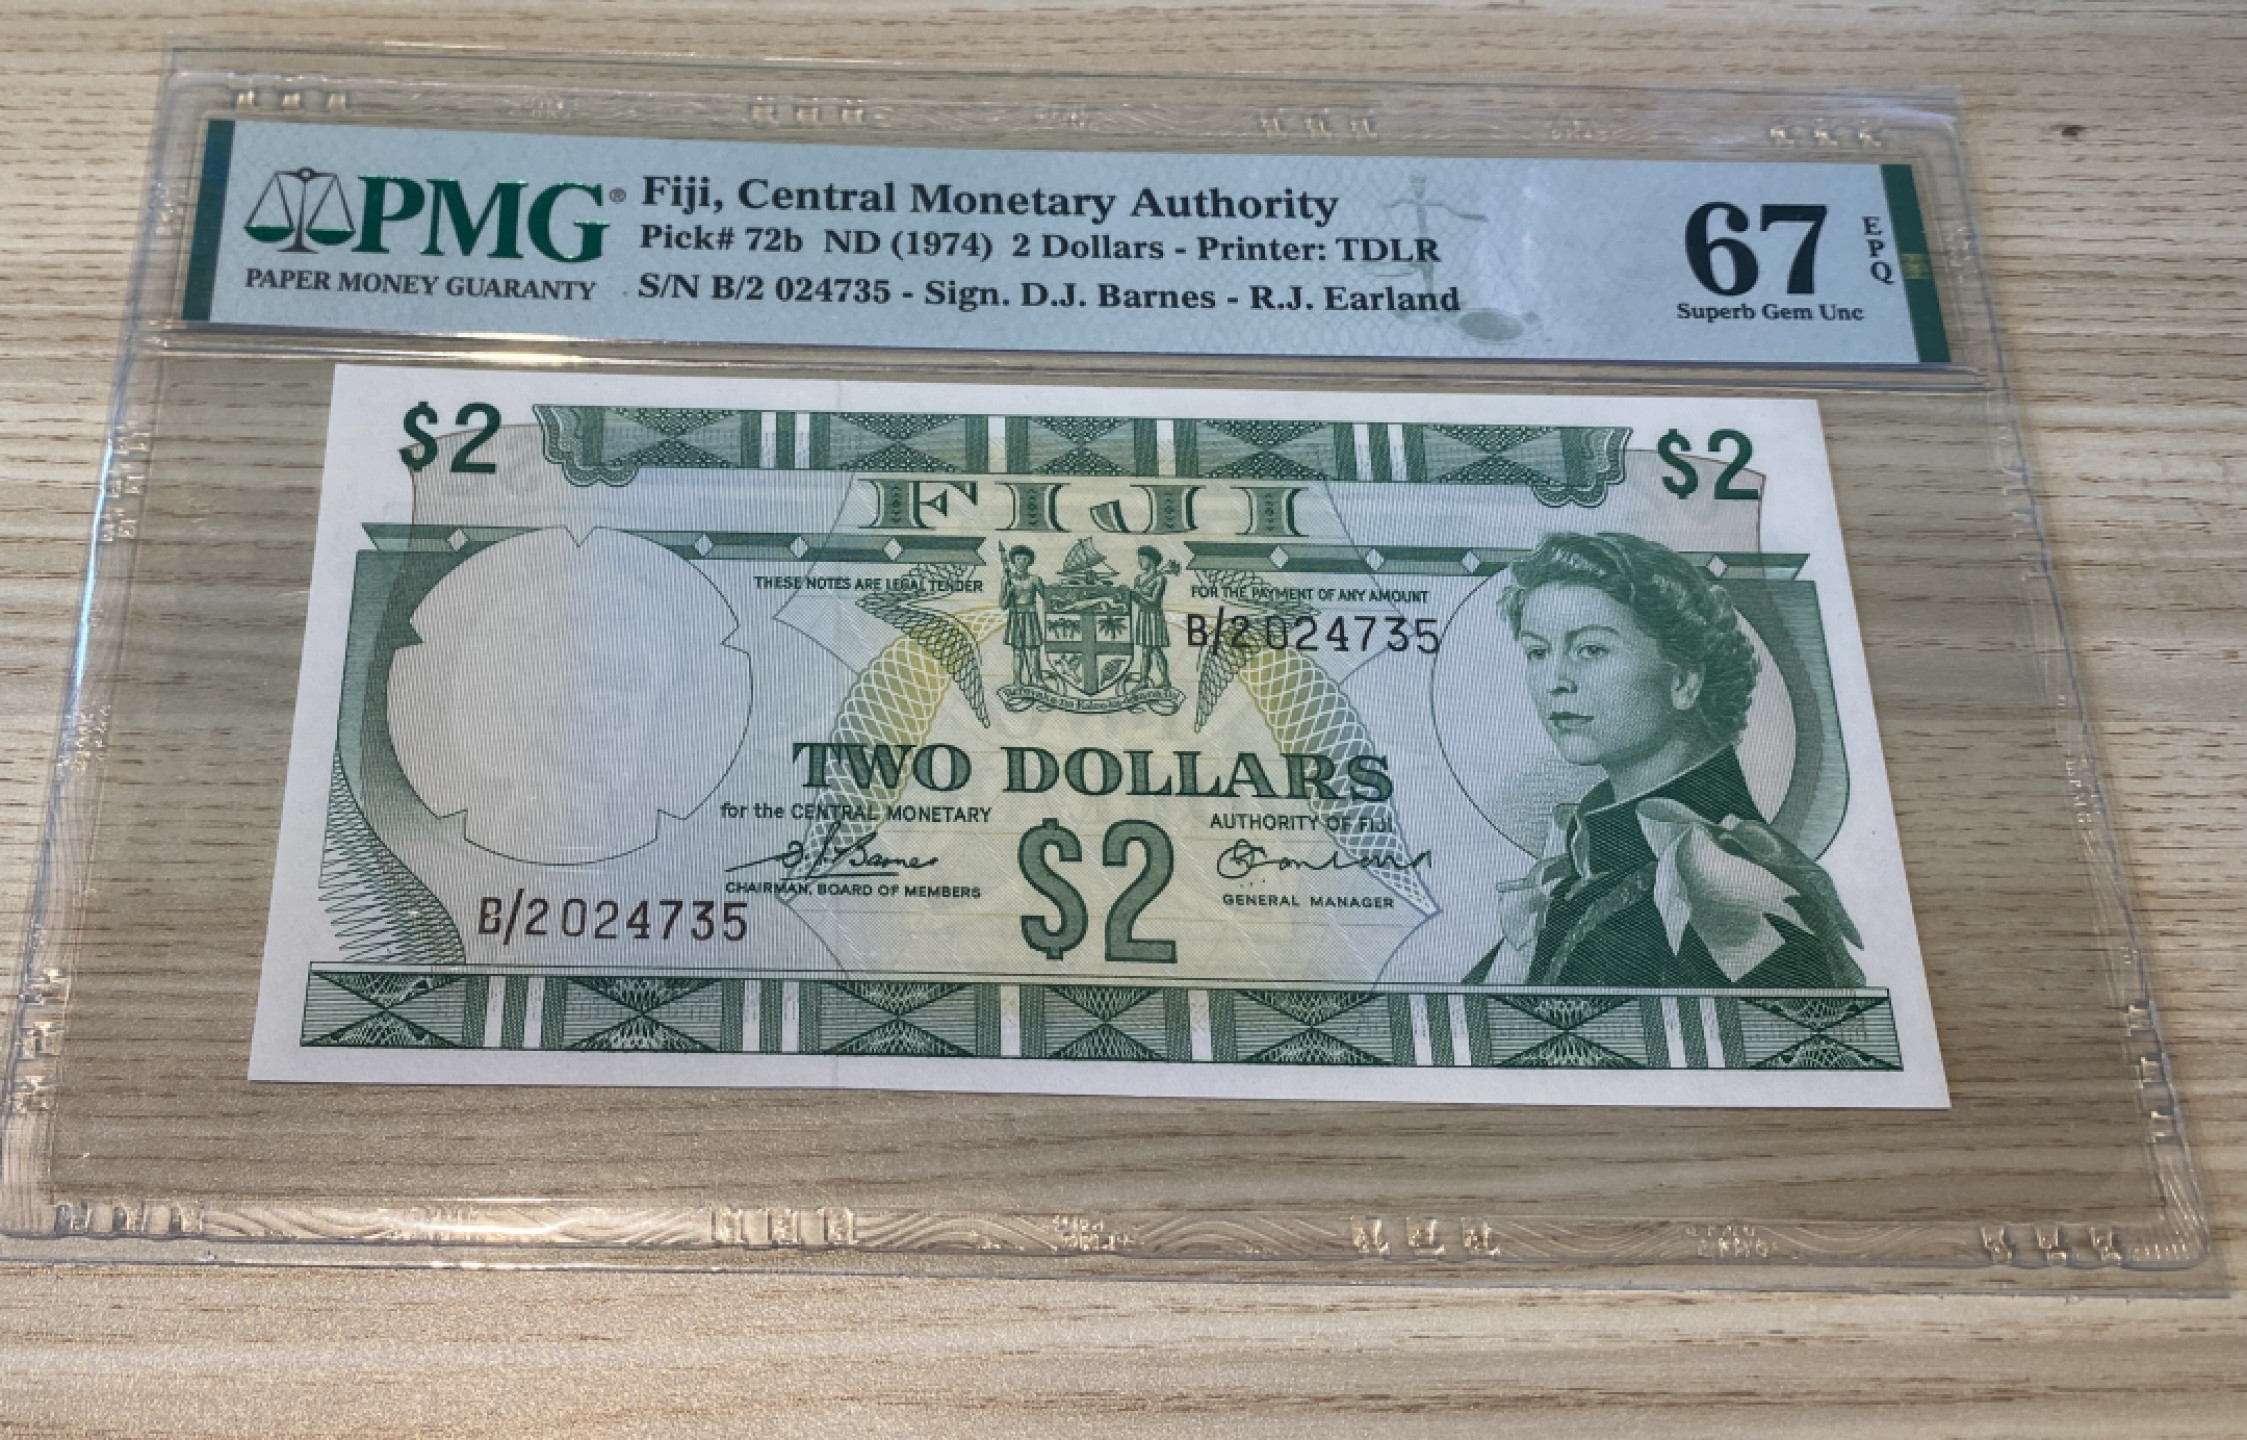 PMG®
PAPER MONEY GUARANTY
Fiji, Central Monetary Authority
Pick# 72b ND (1974) 2 Dollars - Printer: TDLR
S/N B/2 024735 - Sign. D.J. Barnes - R.J. Earland
67
EPQ
Superb Gem Unc
$2
$2
FIJI
THESE NOTES ARE LEGAL TENDER
FOR THE PAYMENT OF ANY AMOUNT
B/2 024735
TWO DOLLARS
for the CENTRAL MONETARY
AUTHORITY OF FIJI
$2
CHAIRMAN, BOARD OF MEMBERS
GENERAL MANAGER
B/2 024735